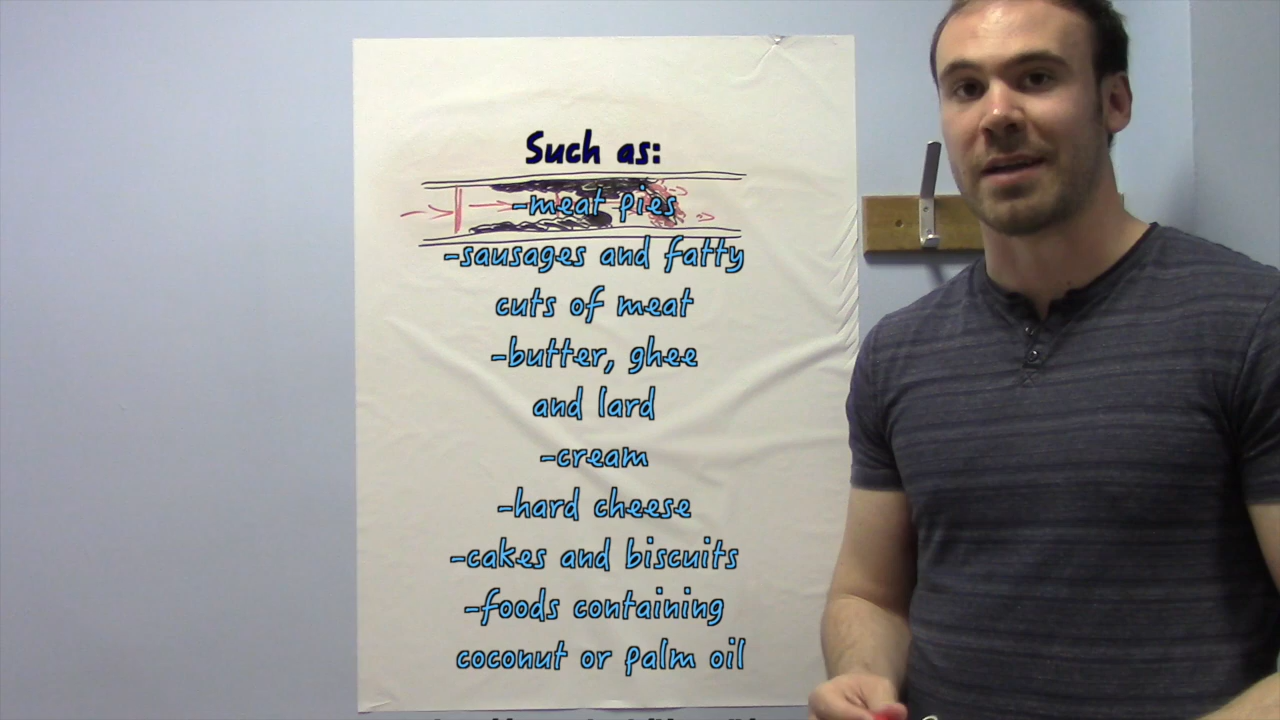 Such as:
-meat pies
-sausages and fatty
cuts of meat
-butter, ghee
and lard
-cream
-hard cheese
-cakes and biscuits
-foods containing
coconut or palm oil